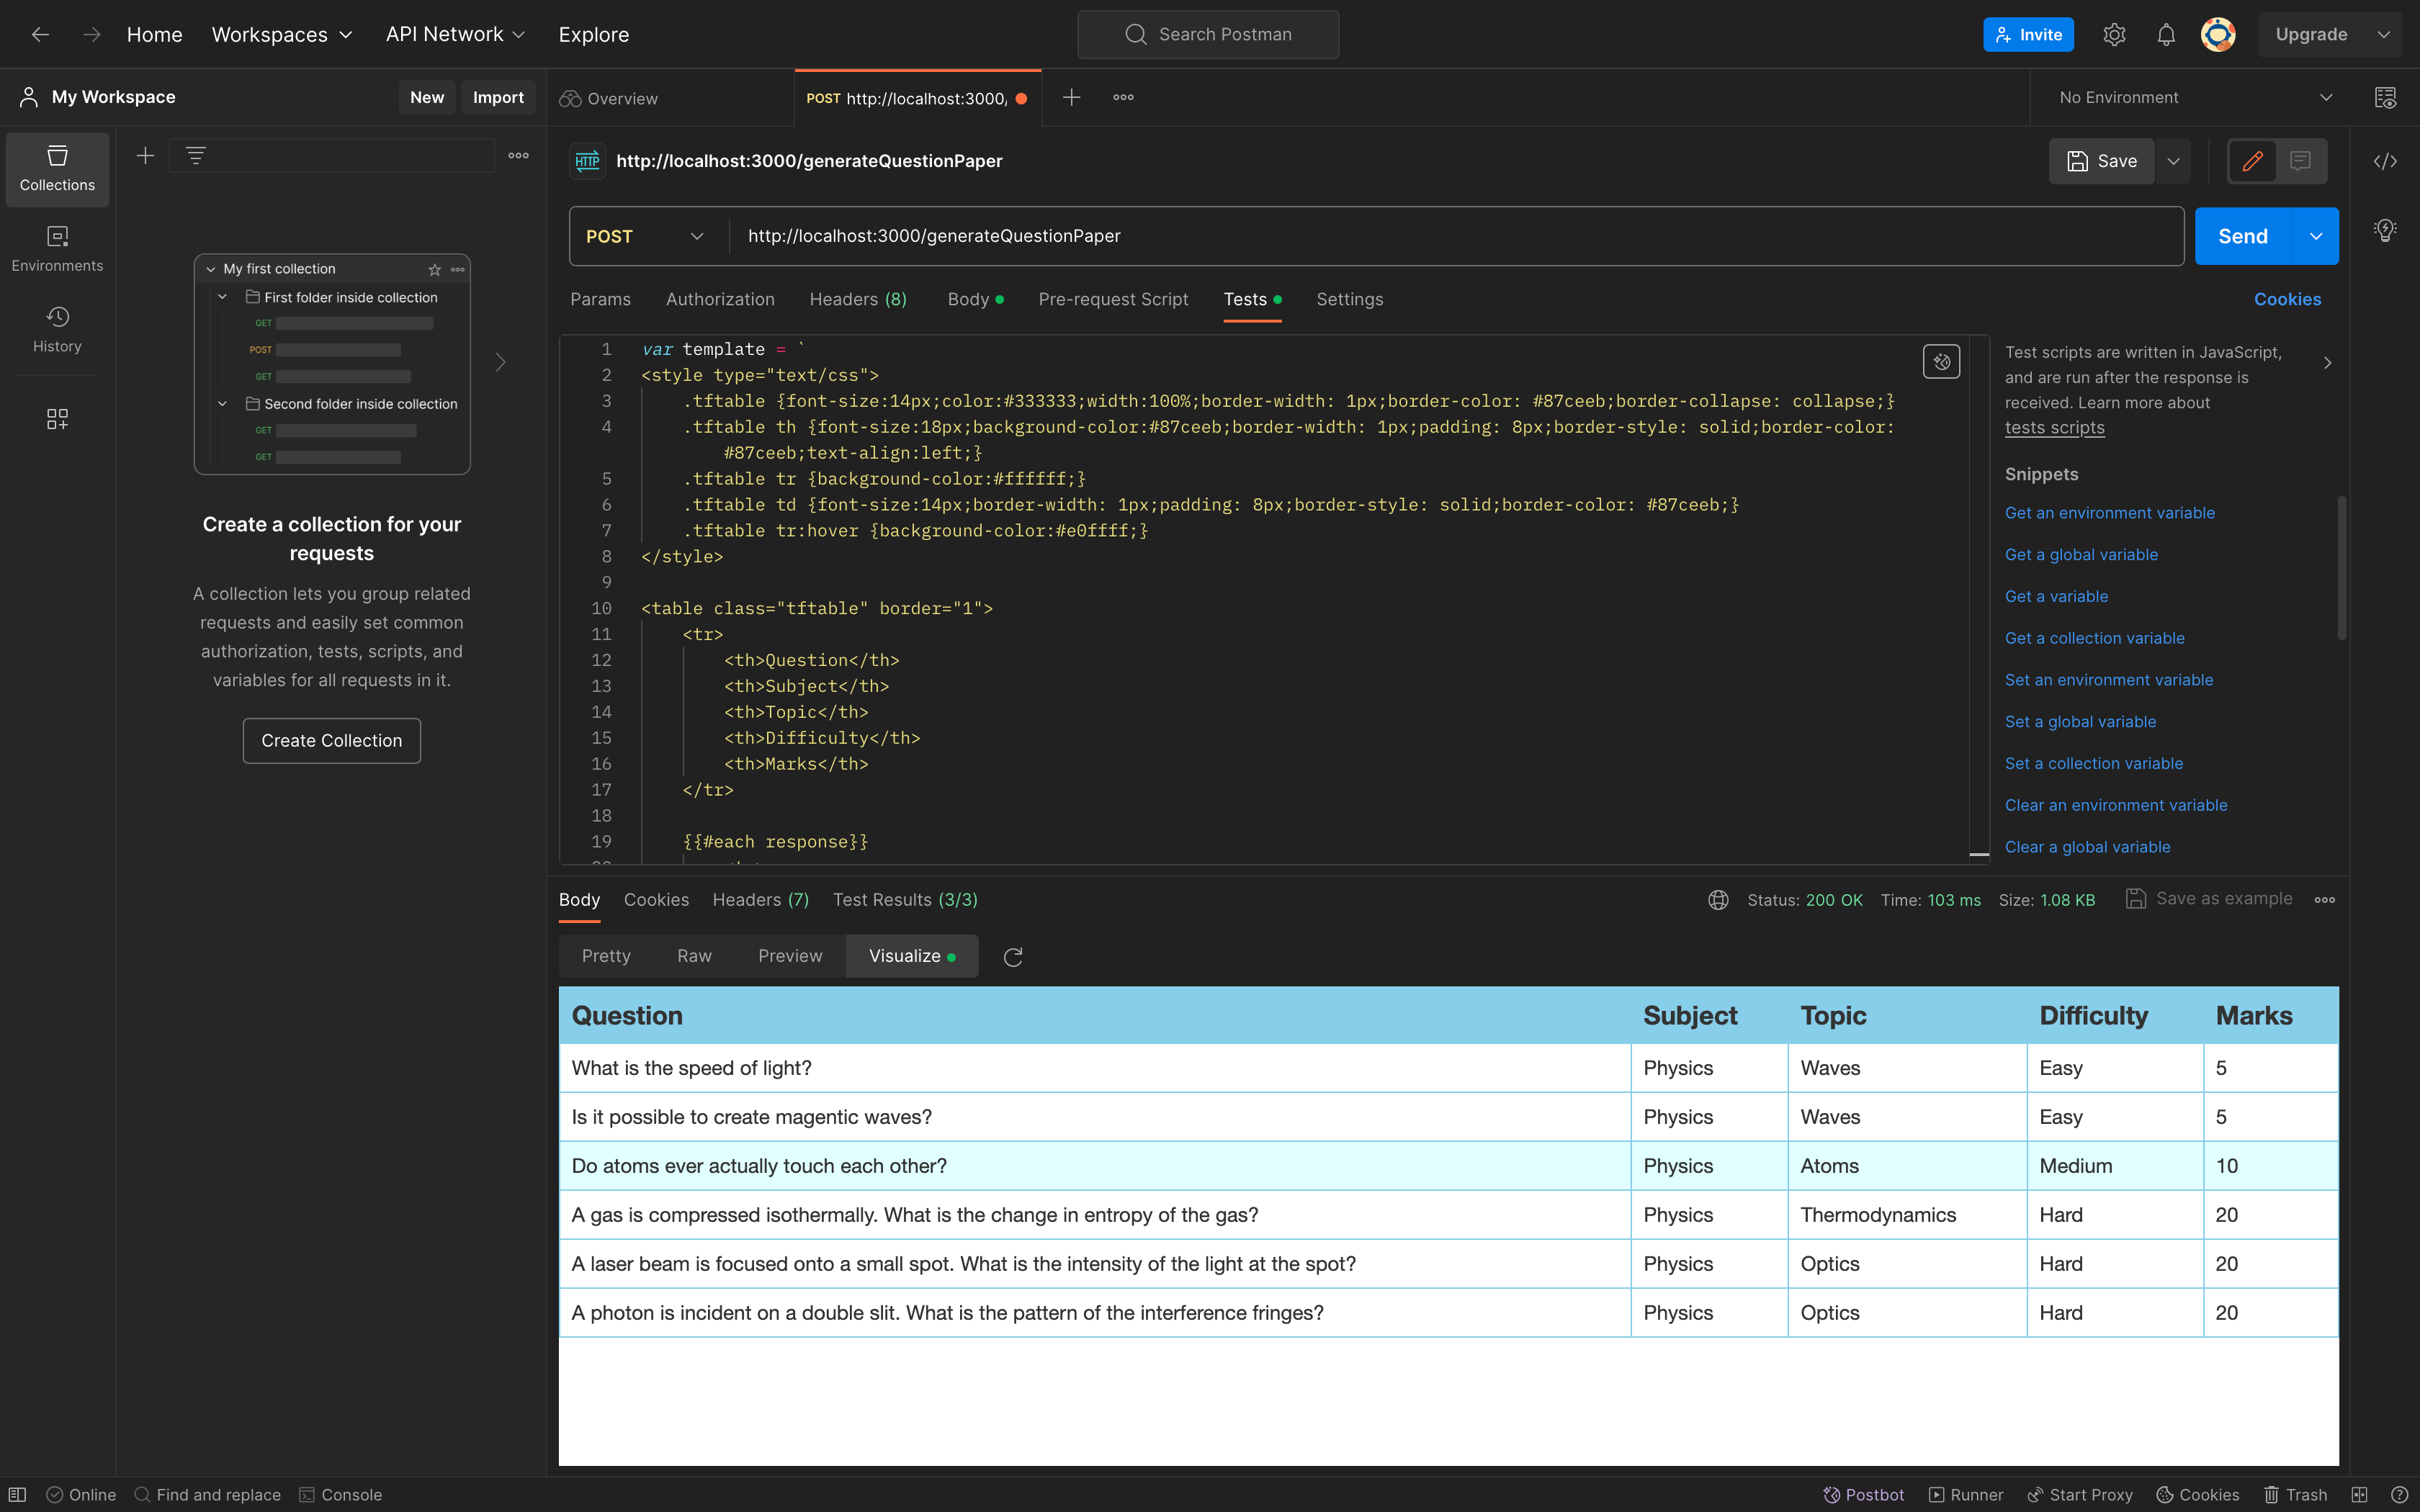 Home
Workspaces
API Network
Explore
Search Postman
Invite
Upgrade
My Workspace
New
Import
Overview
POST http://localhost:3000/
No Environment
Collections
Environments
History
My first collection
First folder inside collection
GET
POST
GET
Second folder inside collection
GET
GET
Create a collection for your
requests
A collection lets you group related
requests and easily set common
authorization, tests, scripts, and
variables for all requests in it.
Create Collection
HTTP
http://localhost:3000/generateQuestionPaper
Save
POST
http://localhost:3000/generateQuestionPaper
Send
Params
Authorization
Headers (8)
Body
Pre-request Script
Tests
Settings
Cookies
1 var template = `
2 <style type="text/css">
3 .tftable {font-size:14px;color:#333333;width:100%;border-width: 1px;border-color: #87ceeb;border-collapse: collapse;}
4 .tftable th {font-size:18px;background-color:#87ceeb;border-width: 1px;padding: 8px;border-style: solid;border-color:
#87ceeb;text-align:left;}
5 .tftable tr {background-color:#ffffff;}
6 .tftable td {font-size:14px;border-width: 1px;padding: 8px;border-style: solid;border-color: #87ceeb;}
7 .tftable tr:hover {background-color:#e0ffff;}
8 </style>
9
10 <table class="tftable" border="1">
11 <tr>
12 <th>Question</th>
13 <th>Subject</th>
14 <th>Topic</th>
15 <th>Difficulty</th>
16 <th>Marks</th>
17 </tr>
18
19 {{#each response}}
Test scripts are written in JavaScript,
and are run after the response is
received. Learn more about
tests scripts
Snippets
Get an environment variable
Get a global variable
Get a variable
Get a collection variable
Set an environment variable
Set a global variable
Set a collection variable
Clear an environment variable
Clear a global variable
Body
Cookies
Headers (7)
Test Results (3/3)
Status: 200 OK
Time: 103 ms
Size: 1.08 KB
Save as example
Pretty
Raw
Preview
Visualize
Question Subject Topic Difficulty Marks
What is the speed of light? Physics Waves Easy 5
Is it possible to create magentic waves? Physics Waves Easy 5
Do atoms ever actually touch each other? Physics Atoms Medium 10
A gas is compressed isothermally. What is the change in entropy of the gas? Physics Thermodynamics Hard 20
A laser beam is focused onto a small spot. What is the intensity of the light at the spot? Physics Optics Hard 20
A photon is incident on a double slit. What is the pattern of the interference fringes? Physics Optics Hard 20
Online
Find and replace
Console
Postbot
Runner
Start Proxy
Cookies
Trash